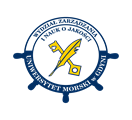 WYDZIAŁ ZARZĄDZANIA
I NAUK O JAKOŚCI
UNIWERSYTET MORSKI W GDYNI